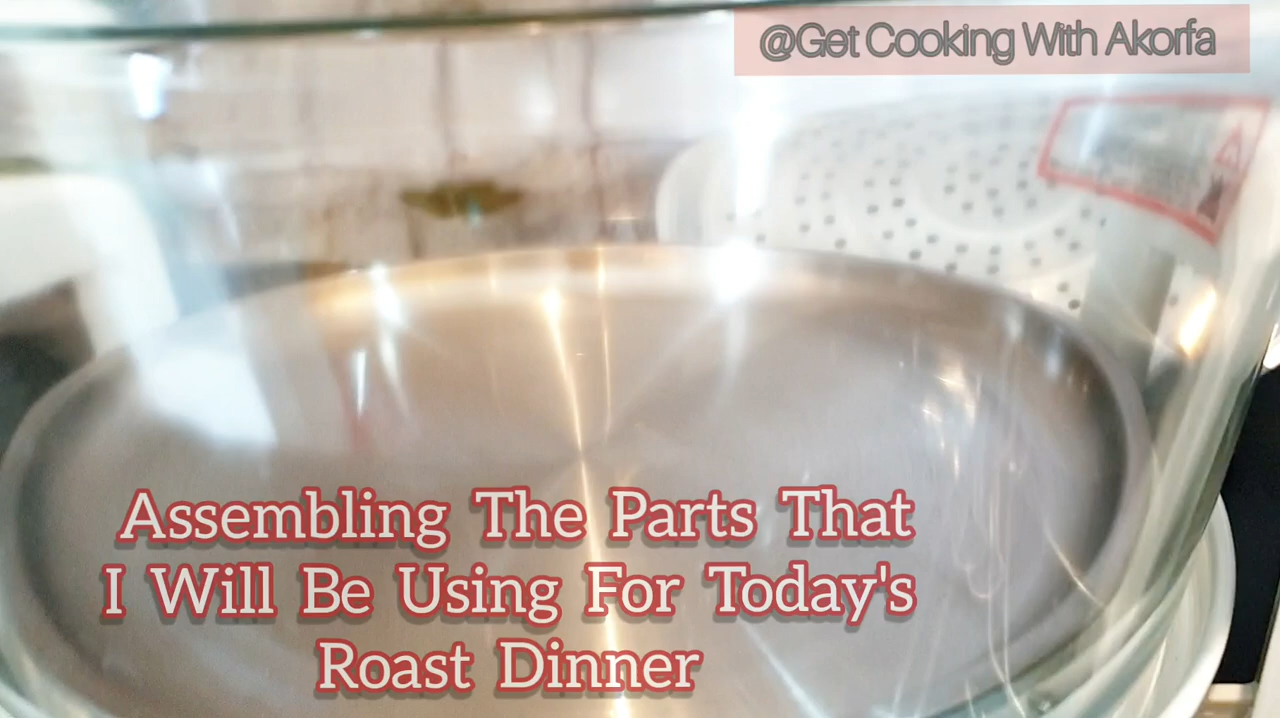 @Get Cooking With Akorfa
Assembling The Parts That
I Will Be Using For Today's
Roast Dinner